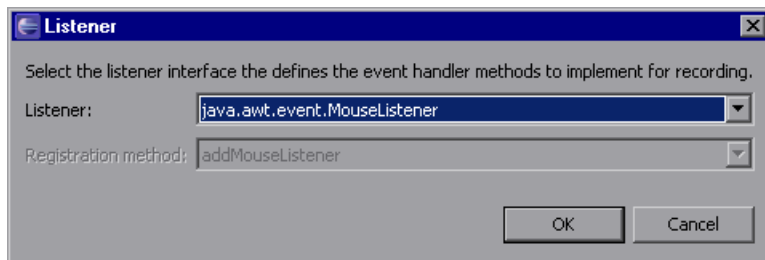 Listener
Select the listener interface the defines the event handler methods to implement for recording.
Listener: java.awt.event.MouseListener
Registration method: addMouseListener
OK Cancel